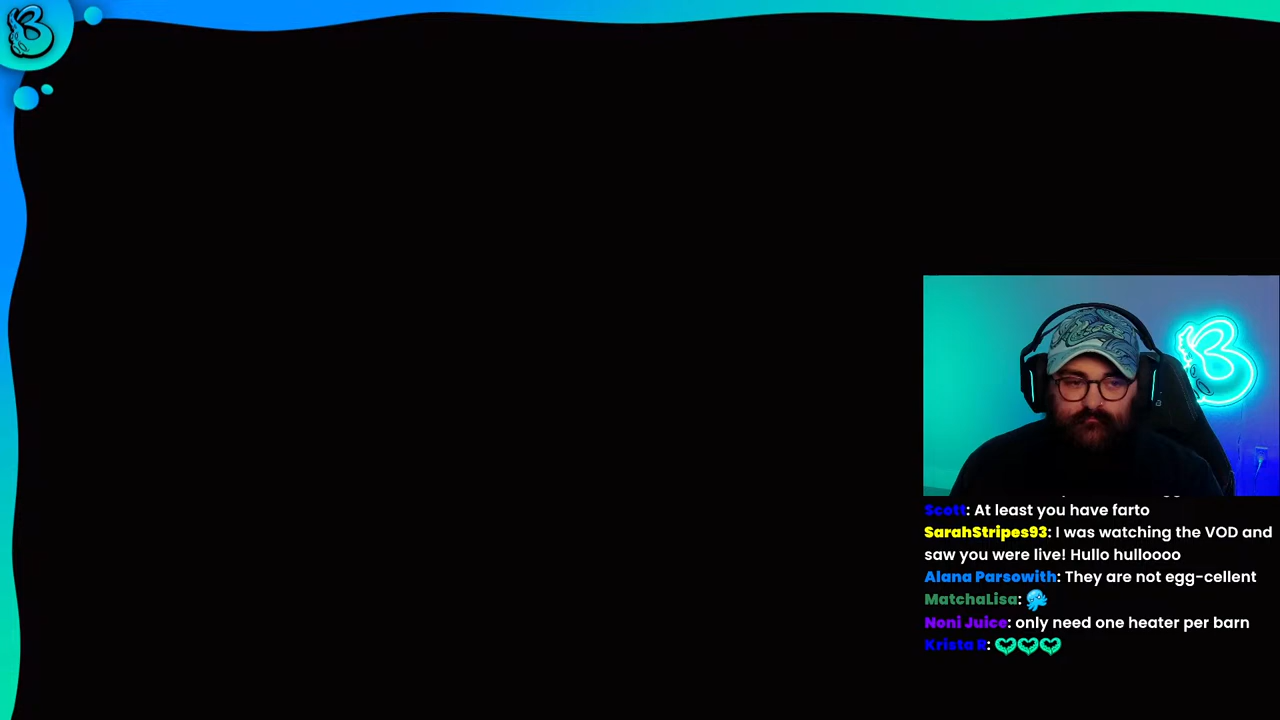 B
B
Scott: At least you have farto
SarahStripes93: I was watching the VOD and
saw you were live! Hullo hulloooo
Alana Parsowith: They are not egg-cellent
MatchaLisa:
Noni Juice: only need one heater per barn
Krista R: